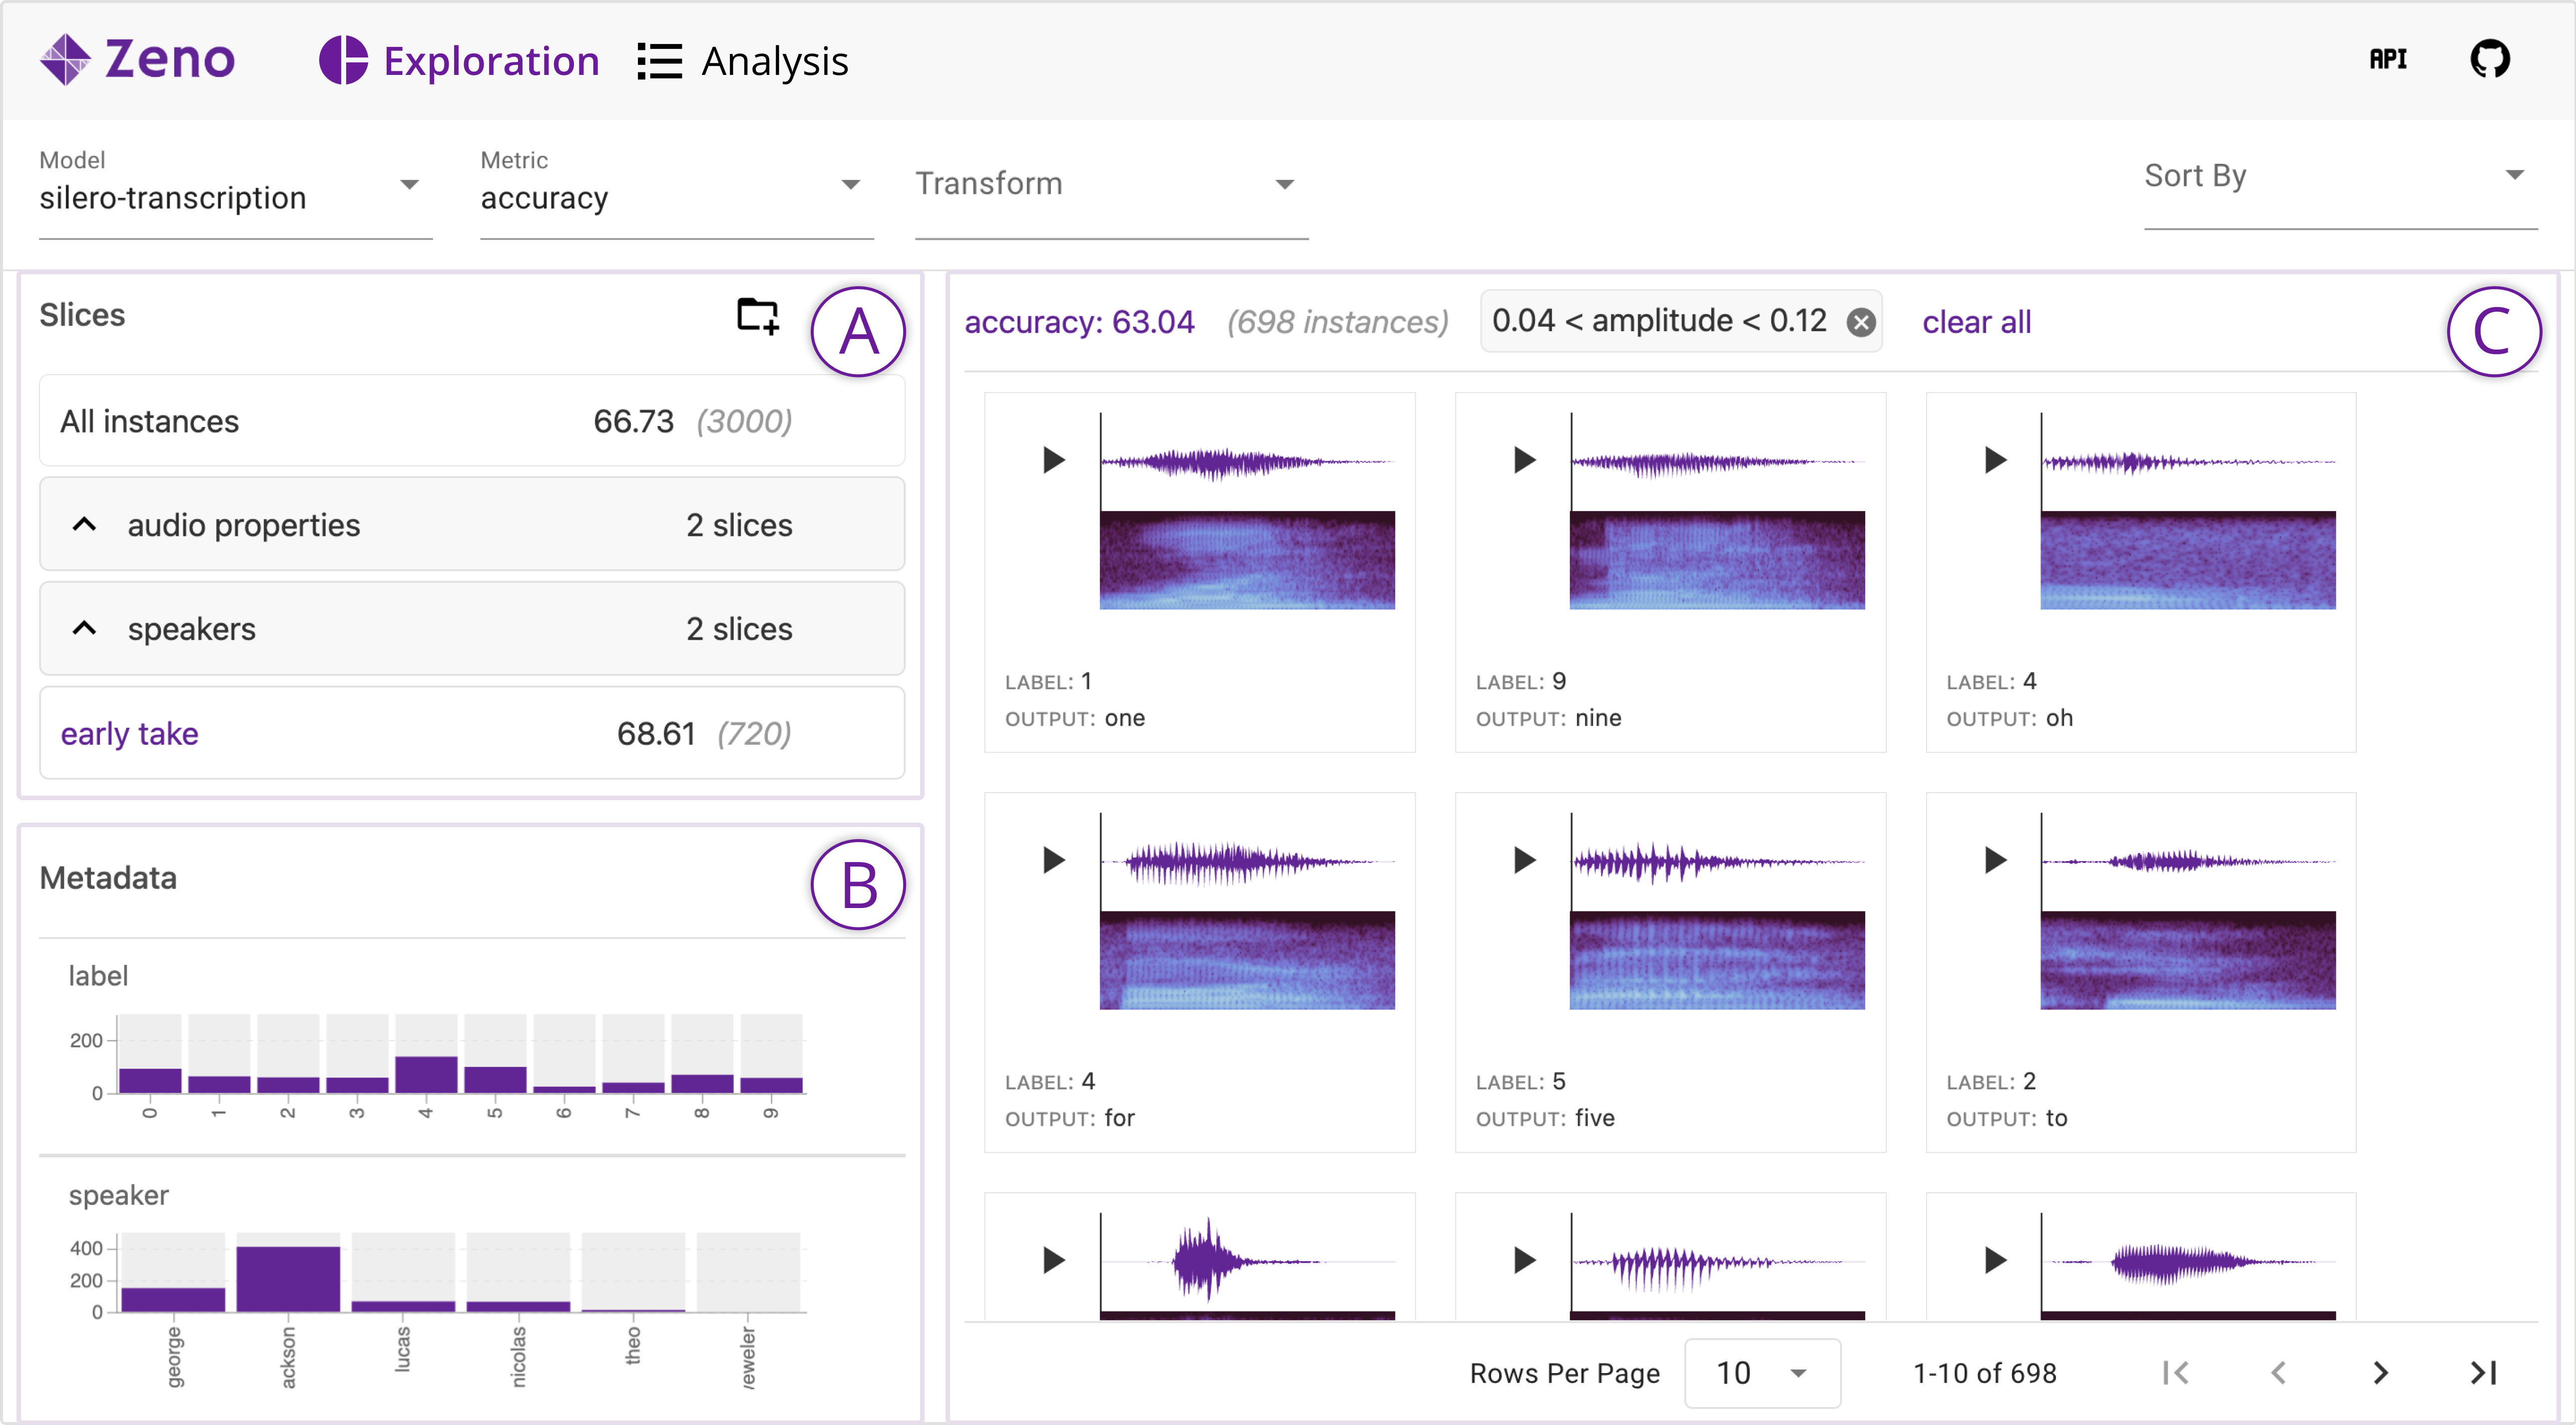 Zeno Exploration Analysis API
Model
silero-transcription
Metric
accuracy
Transform
Sort By
Slices
A
All instances 66.73 (3000)
audio properties 2 slices
speakers 2 slices
early take 68.61 (720)
B
Metadata
label
200
0
0 1 2 3 4 5 6 7 8 9
speaker
400
200
0
george ackson lucas nicolas theo /eweler
accuracy: 63.04 (698 instances) 0.04 < amplitude < 0.12 clear all
C
LABEL: 1
OUTPUT: one
LABEL: 9
OUTPUT: nine
LABEL: 4
OUTPUT: oh
LABEL: 4
OUTPUT: for
LABEL: 5
OUTPUT: five
LABEL: 2
OUTPUT: to
Rows Per Page 10 1-10 of 698